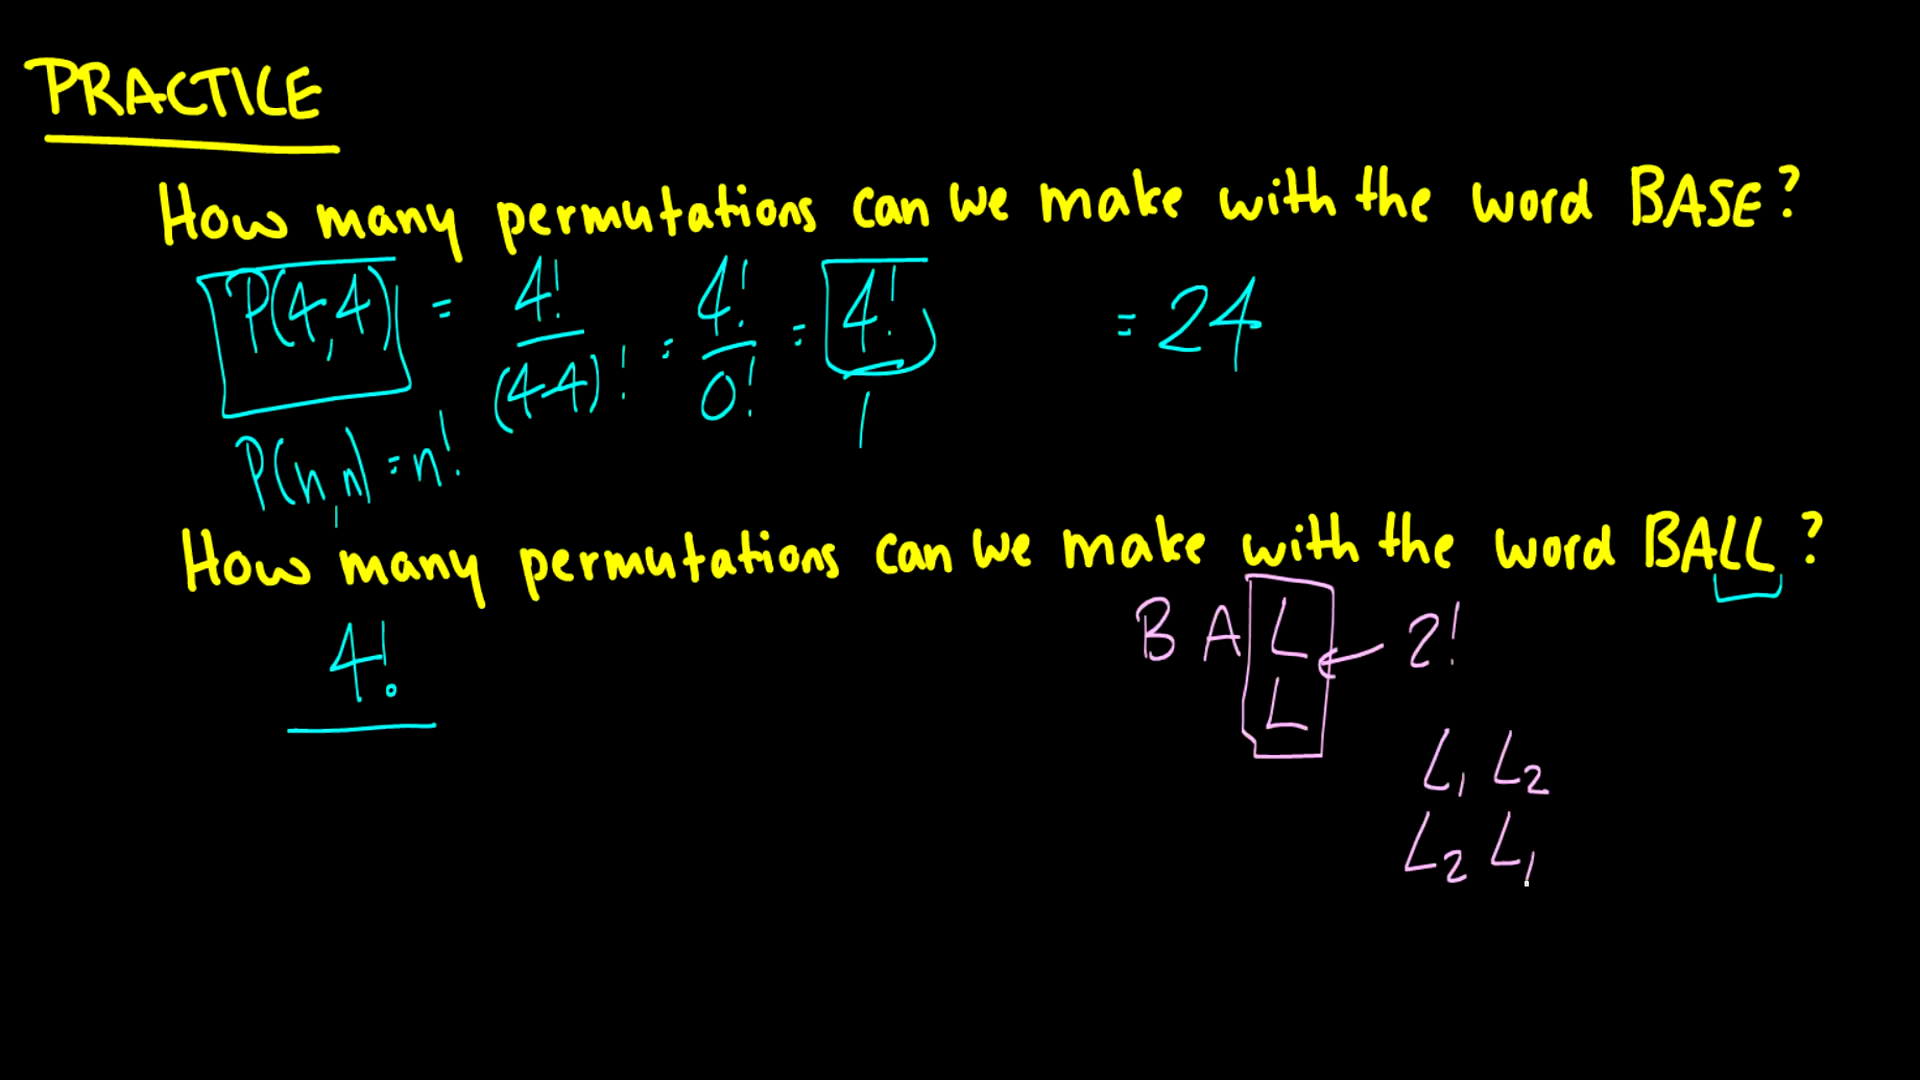 PRACTICE
How many permutations can we make with the word BASE?
P(4,4) = 4!/(4-4)! = 4!/0! = 4!/1 = 24
P(n,n) = n!
How many permutations can we make with the word BALL?
4!
B A L 2!
L
L1 L2
L2 L1